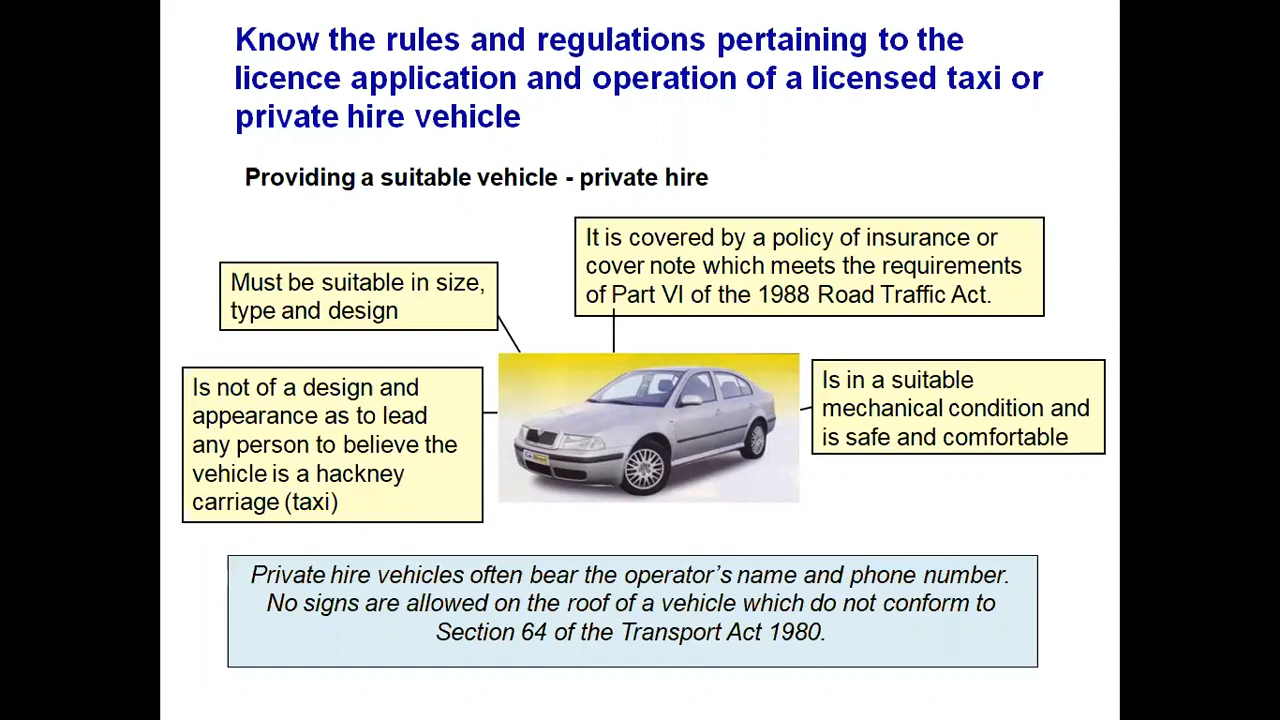 Know the rules and regulations pertaining to the
licence application and operation of a licensed taxi or
private hire vehicle
Providing a suitable vehicle - private hire
It is covered by a policy of insurance or
cover note which meets the requirements
of Part VI of the 1988 Road Traffic Act.
Must be suitable in size,
type and design
Is not of a design and
appearance as to lead
any person to believe the
vehicle is a hackney
carriage (taxi)
Is in a suitable
mechanical condition and
is safe and comfortable
Private hire vehicles often bear the operator's name and phone number.
No signs are allowed on the roof of a vehicle which do not conform to
Section 64 of the Transport Act 1980.